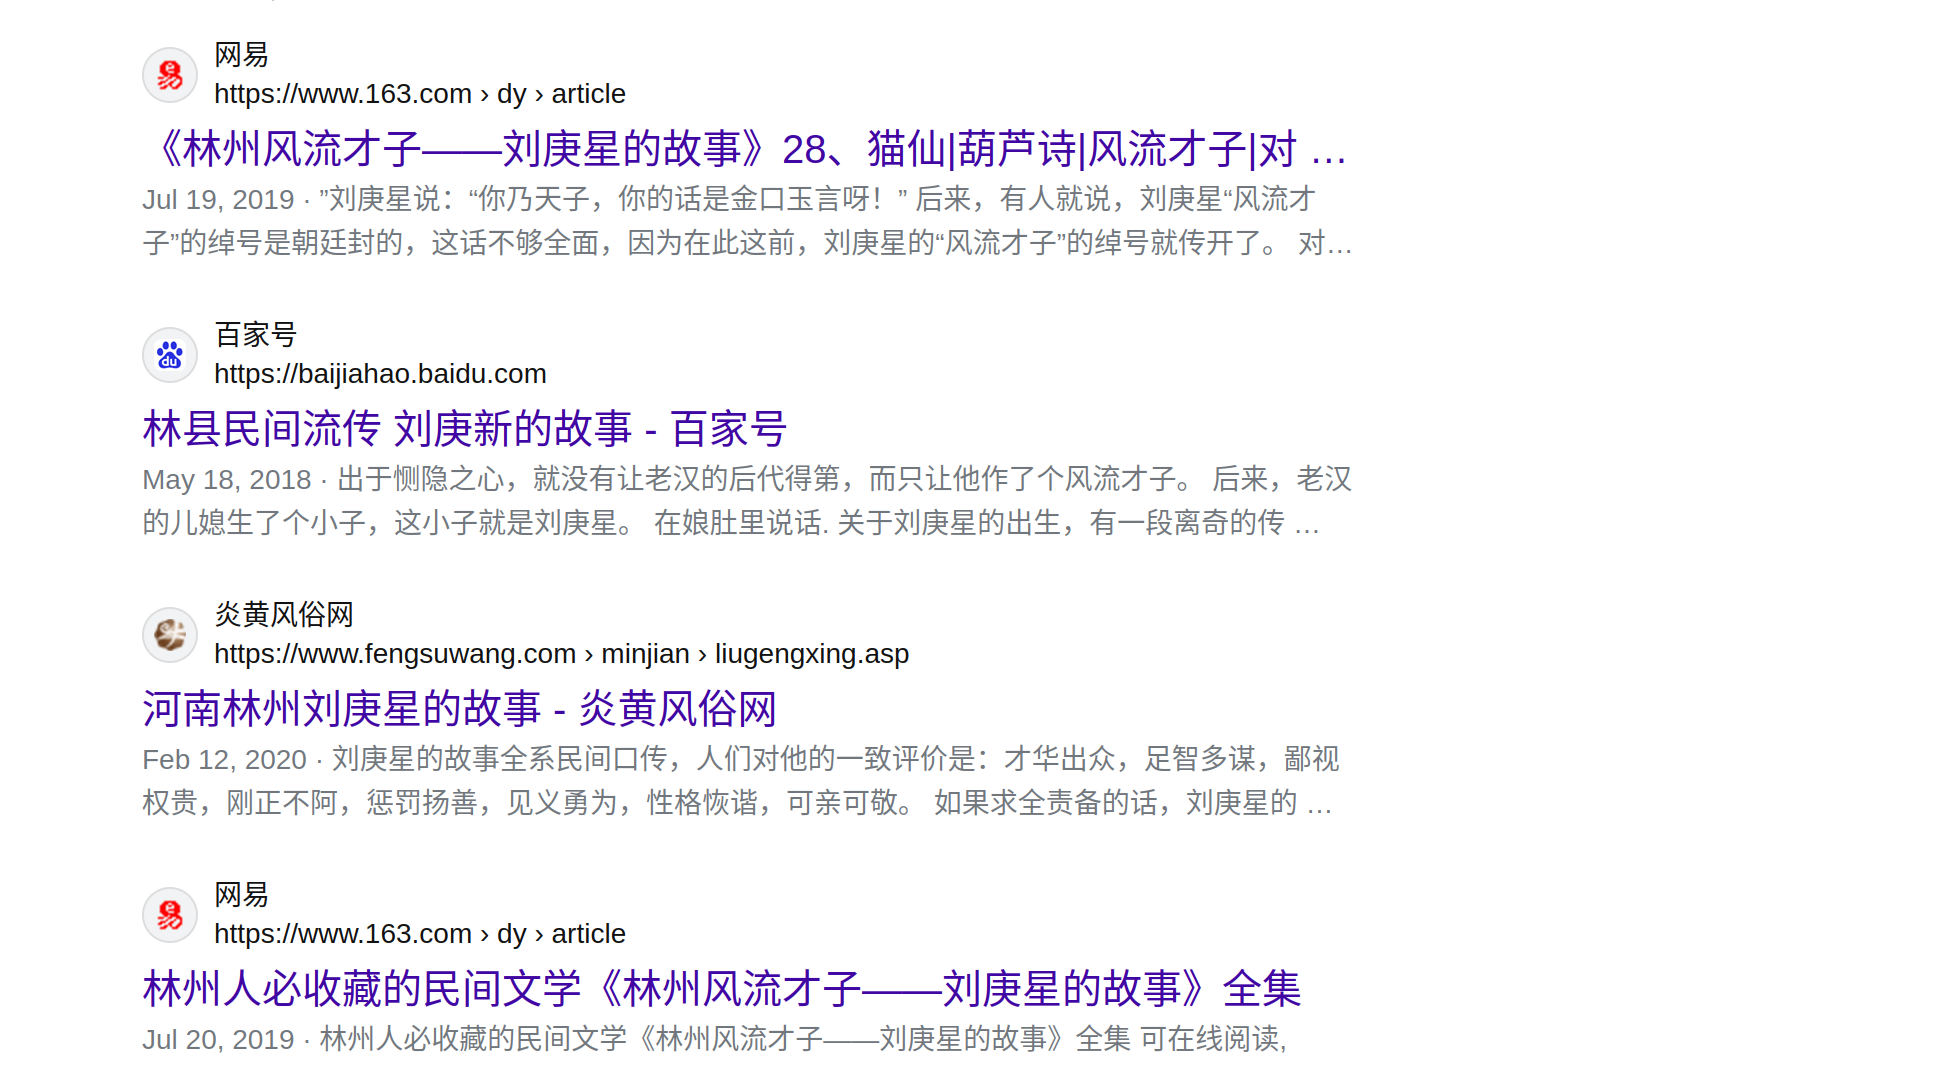 网易
https://www.163.com › dy › article
《林州风流才子——刘庚星的故事》28、猫仙|葫芦诗|风流才子|对 ...
Jul 19, 2019 · ”刘庚星说：“你乃天子，你的话是金口玉言呀！” 后来，有人就说，刘庚星“风流才
子”的绰号是朝廷封的，这话不够全面，因为在此这前，刘庚星的“风流才子”的绰号就传开了。 对…
百家号
https://baijiahao.baidu.com
林县民间流传 刘庚新的故事 - 百家号
May 18, 2018 · 出于恻隐之心，就没有让老汉的后代得第，而只让他作了个风流才子。 后来，老汉
的儿媳生了个小子，这小子就是刘庚星。 在娘肚里说话. 关于刘庚星的出生，有一段离奇的传 …
炎黄风俗网
https://www.fengsuwang.com › minjian › liugengxing.asp
河南林州刘庚星的故事 - 炎黄风俗网
Feb 12, 2020 · 刘庚星的故事全系民间口传，人们对他的一致评价是：才华出众，足智多谋，鄙视
权贵，刚正不阿，惩罚扬善，见义勇为，性格恢谐，可亲可敬。 如果求全责备的话，刘庚星的 …
网易
https://www.163.com › dy › article
林州人必收藏的民间文学《林州风流才子——刘庚星的故事》全集
Jul 20, 2019 · 林州人必收藏的民间文学《林州风流才子——刘庚星的故事》全集 可在线阅读,